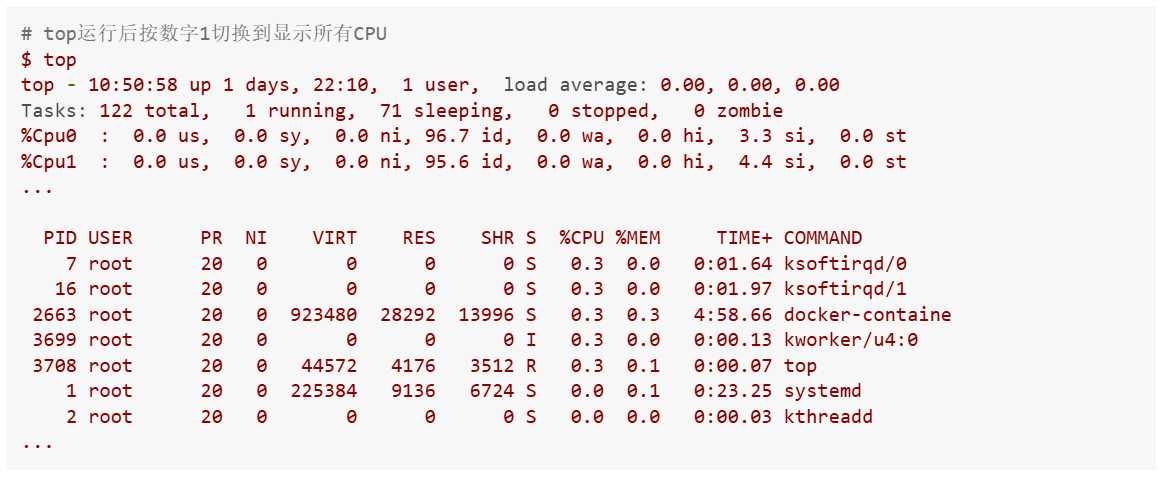 # top运行后按数字1切换到显示所有CPU
$ top
top - 10:50:58 up 1 days, 22:10,  1 user,  load average: 0.00, 0.00, 0.00
Tasks: 122 total,   1 running,  71 sleeping,   0 stopped,   0 zombie
%Cpu0  :  0.0 us,  0.0 sy,  0.0 ni, 96.7 id,  0.0 wa,  0.0 hi,  3.3 si,  0.0 st
%Cpu1  :  0.0 us,  0.0 sy,  0.0 ni, 95.6 id,  0.0 wa,  0.0 hi,  4.4 si,  0.0 st
...
  PID USER      PR  NI    VIRT    RES    SHR S  %CPU %MEM     TIME+ COMMAND
    7 root      20   0       0      0      0 S   0.3  0.0   0:01.64 ksoftirqd/0
   16 root      20   0       0      0      0 S   0.3  0.0   0:01.97 ksoftirqd/1
 2663 root      20   0  923480  28292  13996 S   0.3  0.3   4:58.66 docker-containe
 3699 root      20   0       0      0      0 I   0.3  0.0   0:00.13 kworker/u4:0
 3708 root      20   0   44572   4176   3512 R   0.3  0.1   0:00.07 top
    1 root      20   0  225384   9136   6724 S   0.0  0.1   0:23.25 systemd
    2 root      20   0       0      0      0 S   0.0  0.0   0:00.03 kthreadd
...